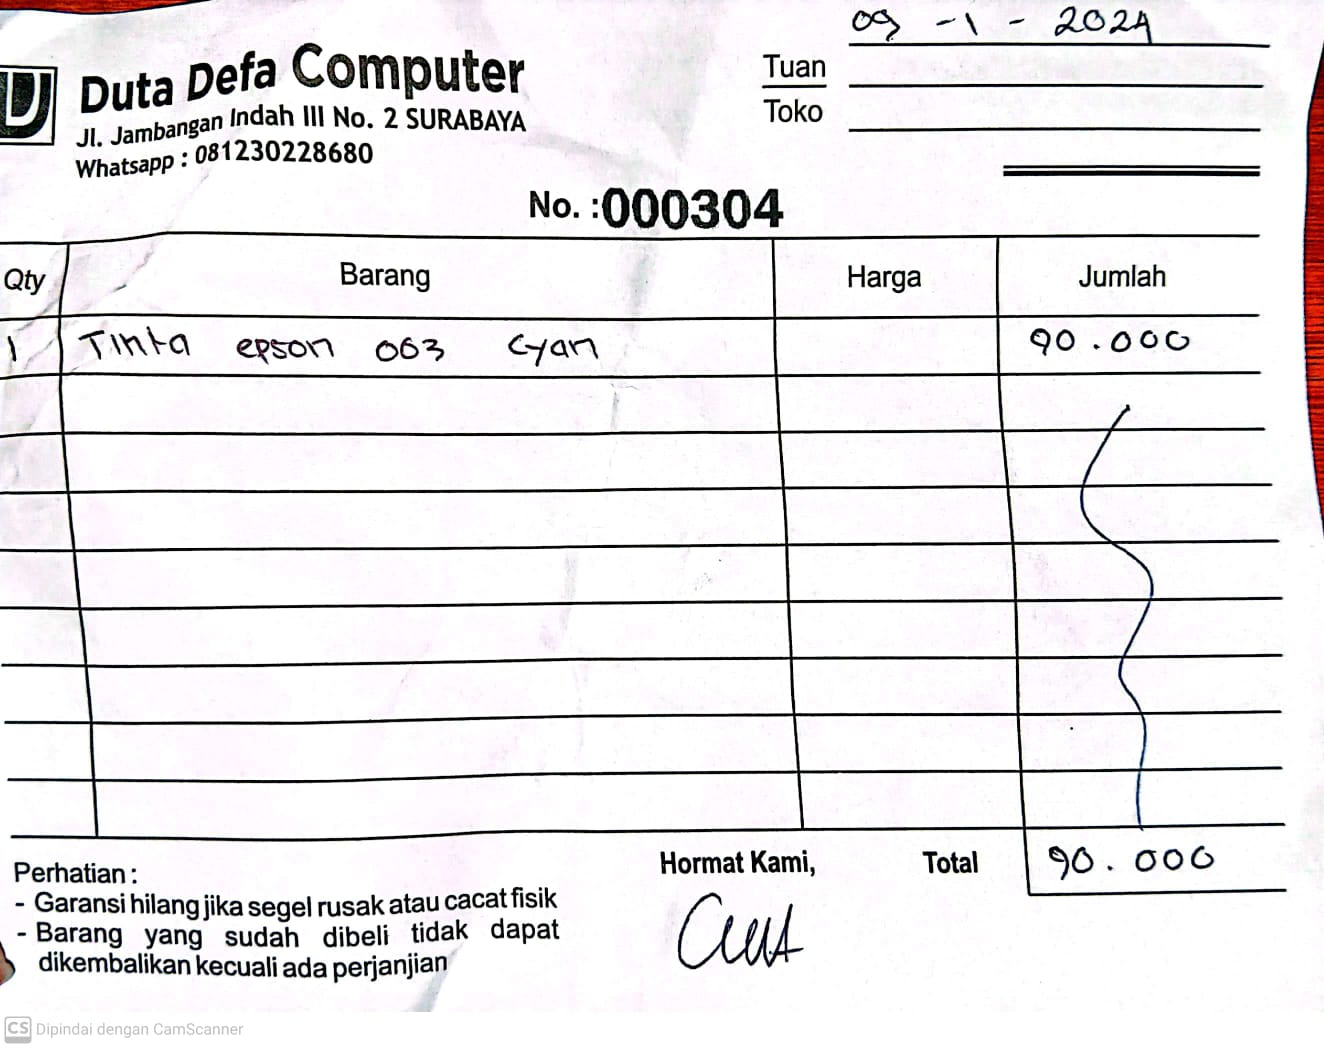 09 - 1 - 2024
Duta Defa Computer
Jl. Jambangan Indah III No. 2 SURABAYA
Whatsapp : 081230228680
Tuan
Toko
No. :000304
Qty Barang Harga Jumlah
1 Tinta epson 003 Cyan 90.000
Hormat Kami, Total 90.000
Perhatian :
- Garansi hilang jika segel rusak atau cacat fisik
- Barang yang sudah dibeli tidak dapat
dikembalikan kecuali ada perjanjian
CS Dipindai dengan CamScanner